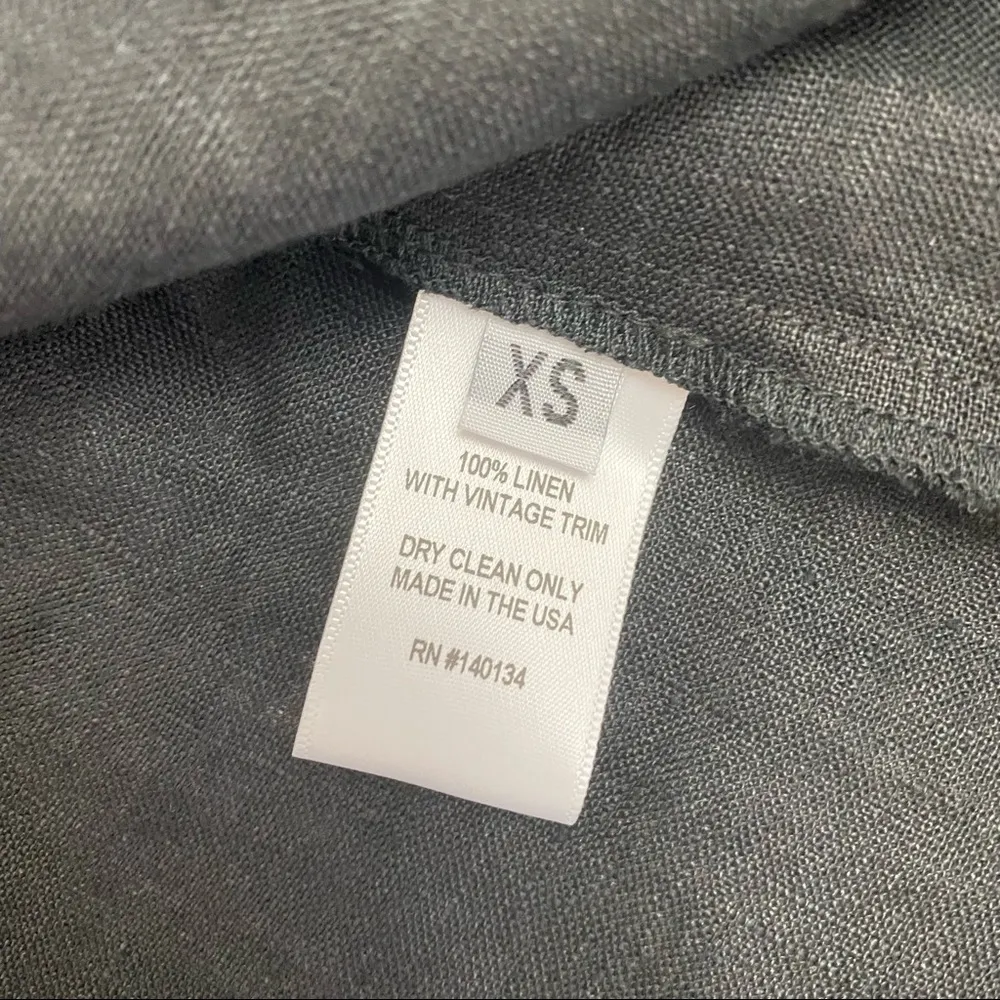 XS
100% LINEN
WITH VINTAGE TRIM
DRY CLEAN ONLY
MADE IN THE USA
RN #140134